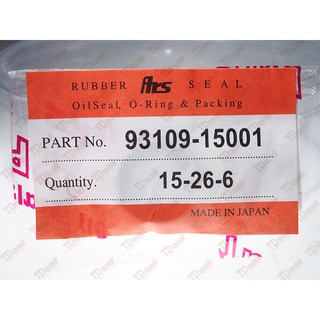 RUBBER ahrs SEAL
OilSeal, O-Ring & Packing
PART No. 93109-15001
Quantity. 15-26-6
MADE IN JAPAN